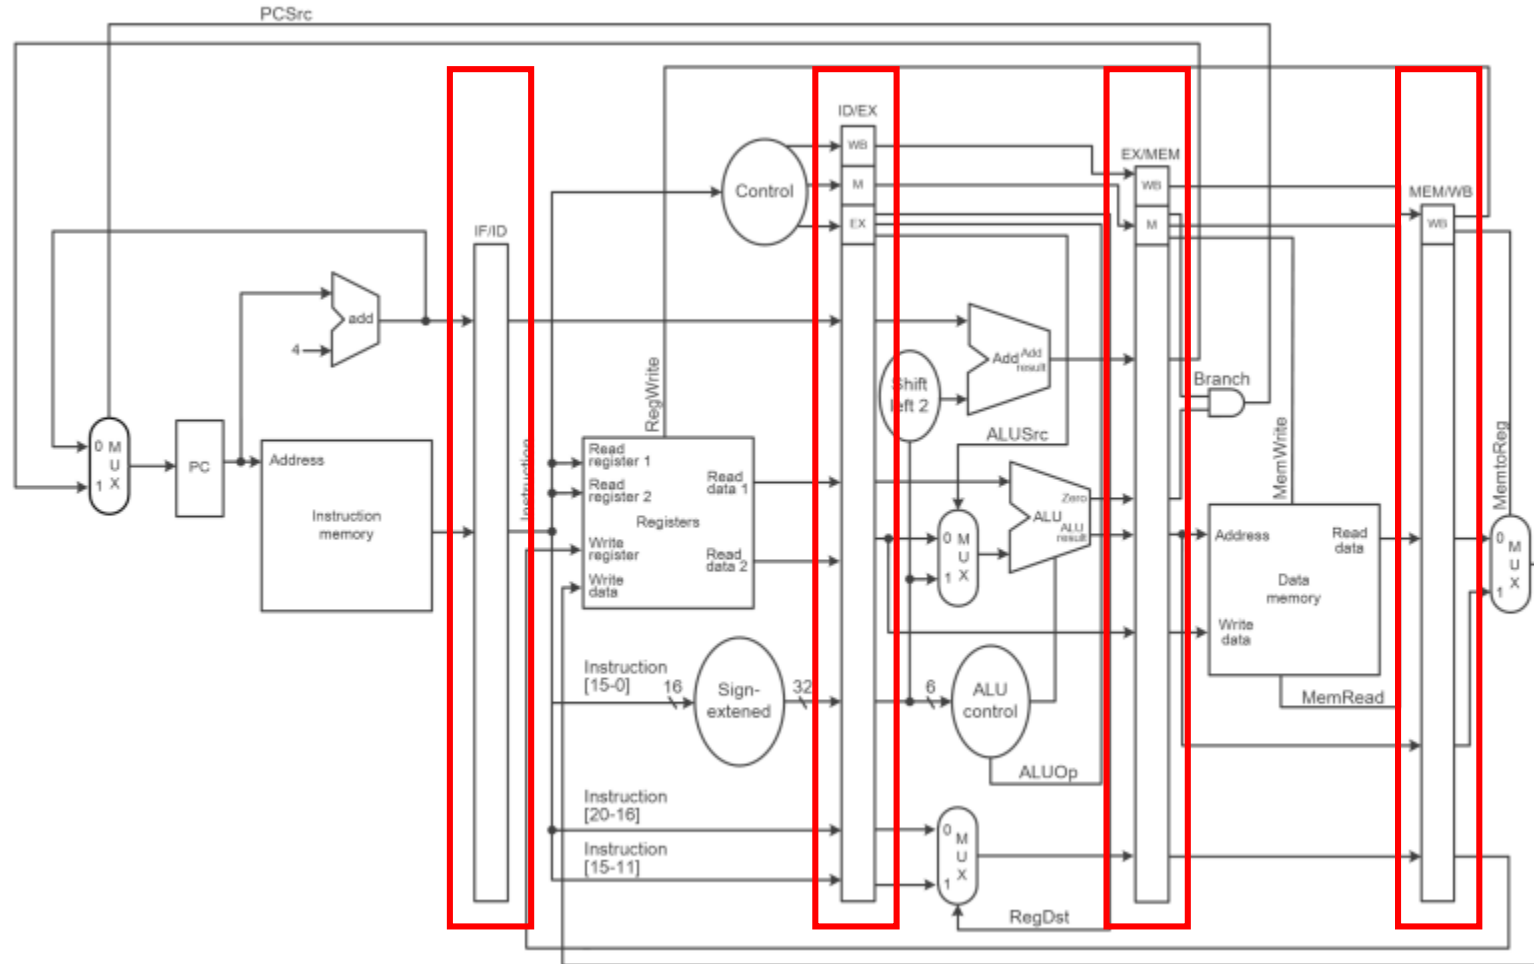 PCSrc
ID/EX
WB
M
EX
EX/MEM
WB
M
MEM/WB
WB
Control
IF/ID
add
4
Add
Add
result
Shift
left 2
Branch
RegWrite
ALUSrc
MemWrite
MemtoReg
0
M
U
X
1
PC
Address
Instruction
memory
Instruction
Read
register 1
Read
register 2
Write
register
Write
data
Registers
Read
data 1
Read
data 2
0
M
U
X
1
Zero
ALU
ALU
result
Address
Read
data
Data
memory
Write
data
0
M
U
X
1
MemRead
Instruction
[15-0]
16
Sign-
extened
32
6
ALU
control
ALUOp
Instruction
[20-16]
Instruction
[15-11]
0
M
U
X
1
RegDst